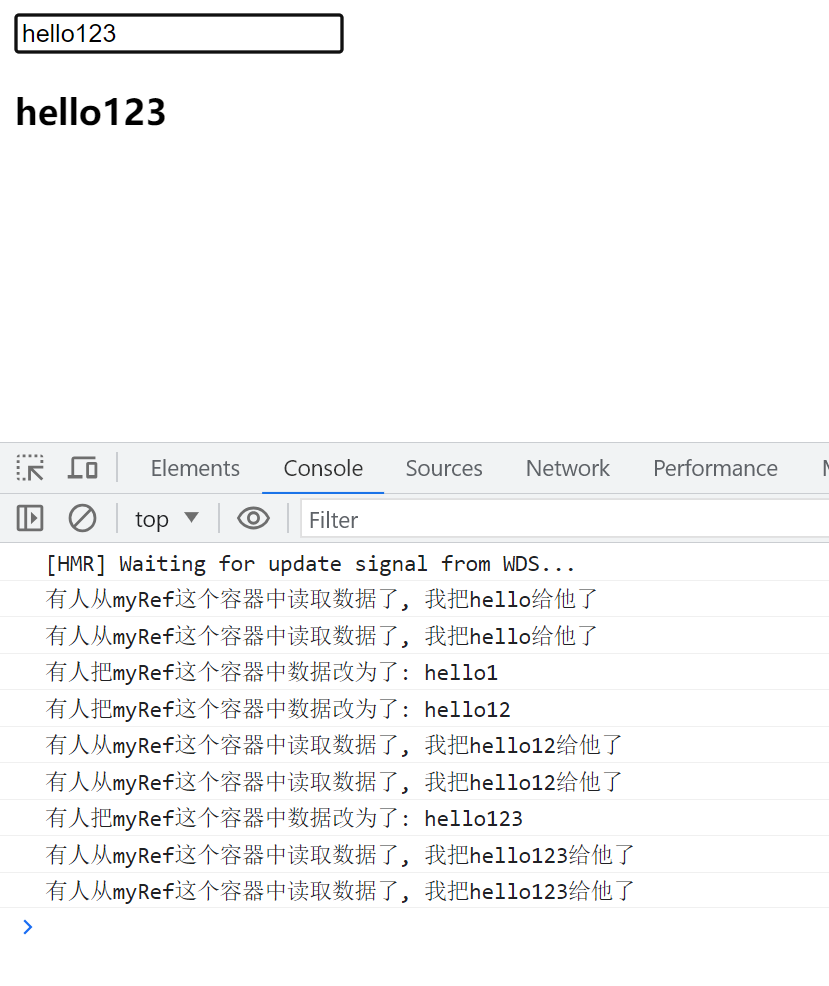 hello123
hello123
Elements Console Sources Network Performance
top Filter
[HMR] Waiting for update signal from WDS...
有人从myRef这个容器中读取数据了, 我把hello给他了
有人从myRef这个容器中读取数据了, 我把hello给他了
有人把myRef这个容器中数据改为了: hello1
有人把myRef这个容器中数据改为了: hello12
有人从myRef这个容器中读取数据了, 我把hello12给他了
有人从myRef这个容器中读取数据了, 我把hello12给他了
有人把myRef这个容器中数据改为了: hello123
有人从myRef这个容器中读取数据了, 我把hello123给他了
有人从myRef这个容器中读取数据了, 我把hello123给他了